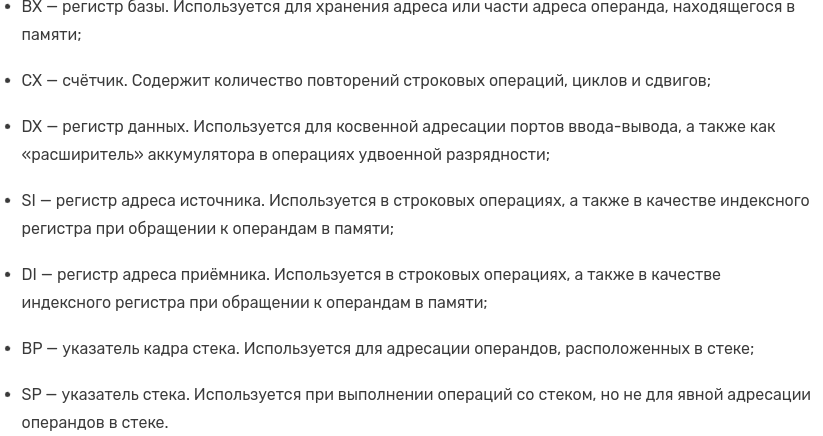 • BX — регистр базы. Используется для хранения адреса или части адреса операнда, находящегося в
памяти;
• CX — счётчик. Содержит количество повторений строковых операций, циклов и сдвигов;
• DX — регистр данных. Используется для косвенной адресации портов ввода-вывода, а также как
«расширитель» аккумулятора в операциях удвоенной разрядности;
• SI — регистр адреса источника. Используется в строковых операциях, а также в качестве индексного
регистра при обращении к операндам в памяти;
• DI — регистр адреса приёмника. Используется в строковых операциях, а также в качестве
индексного регистра при обращении к операндам в памяти;
• BP — указатель кадра стека. Используется для адресации операндов, расположенных в стеке;
• SP — указатель стека. Используется при выполнении операций со стеком, но не для явной адресации
операндов в стеке.